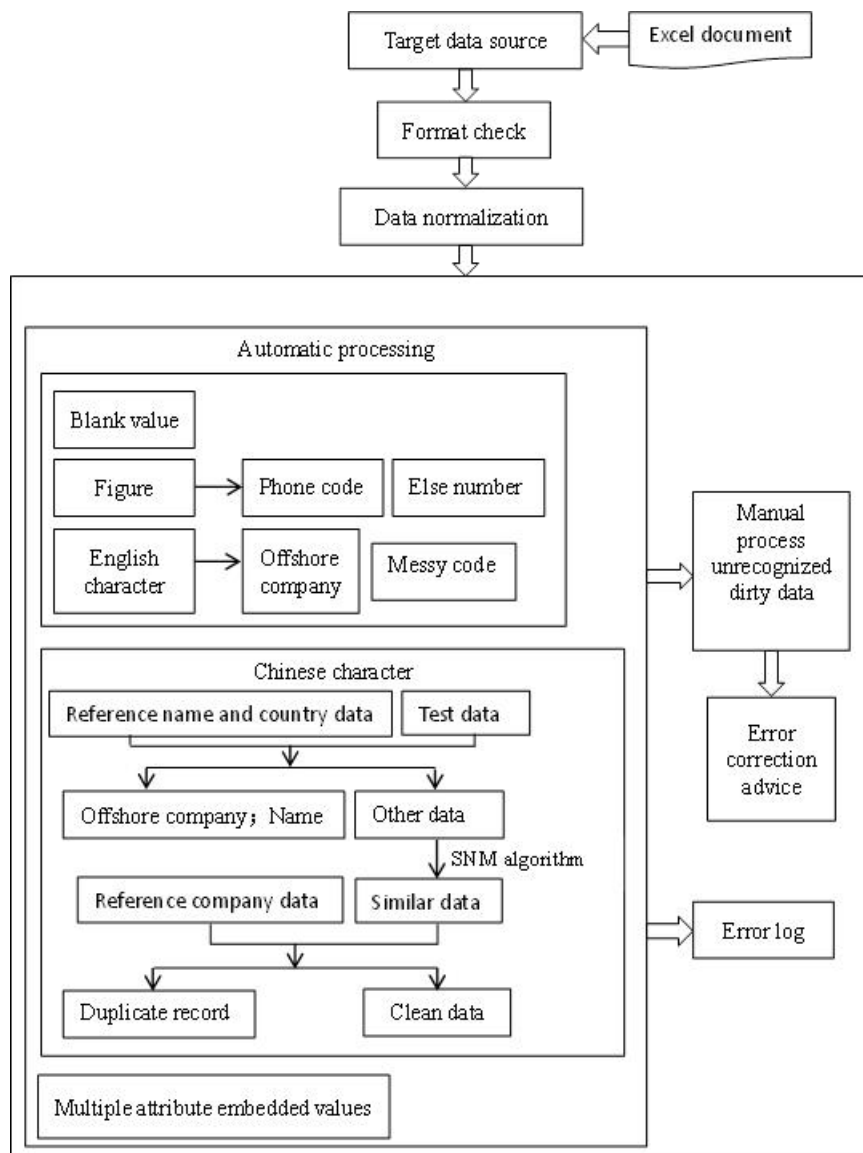 Target data source
Excel document
Format check
Data normalization
Automatic processing
Blank value
Figure
Phone code
Else number
English
character
Offshore
company
Messy code
Manual
process
unrecognized
dirty data
Chinese character
Reference name and country data
Test data
Error
correction
advice
Offshore company；Name
Other data
SNM algorithm
Reference company data
Similar data
Error log
Duplicate record
Clean data
Multiple attribute embedded values